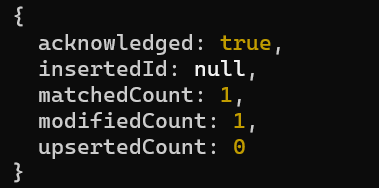 {
  acknowledged: true,
  insertedId: null,
  matchedCount: 1,
  modifiedCount: 1,
  upsertedCount: 0
}